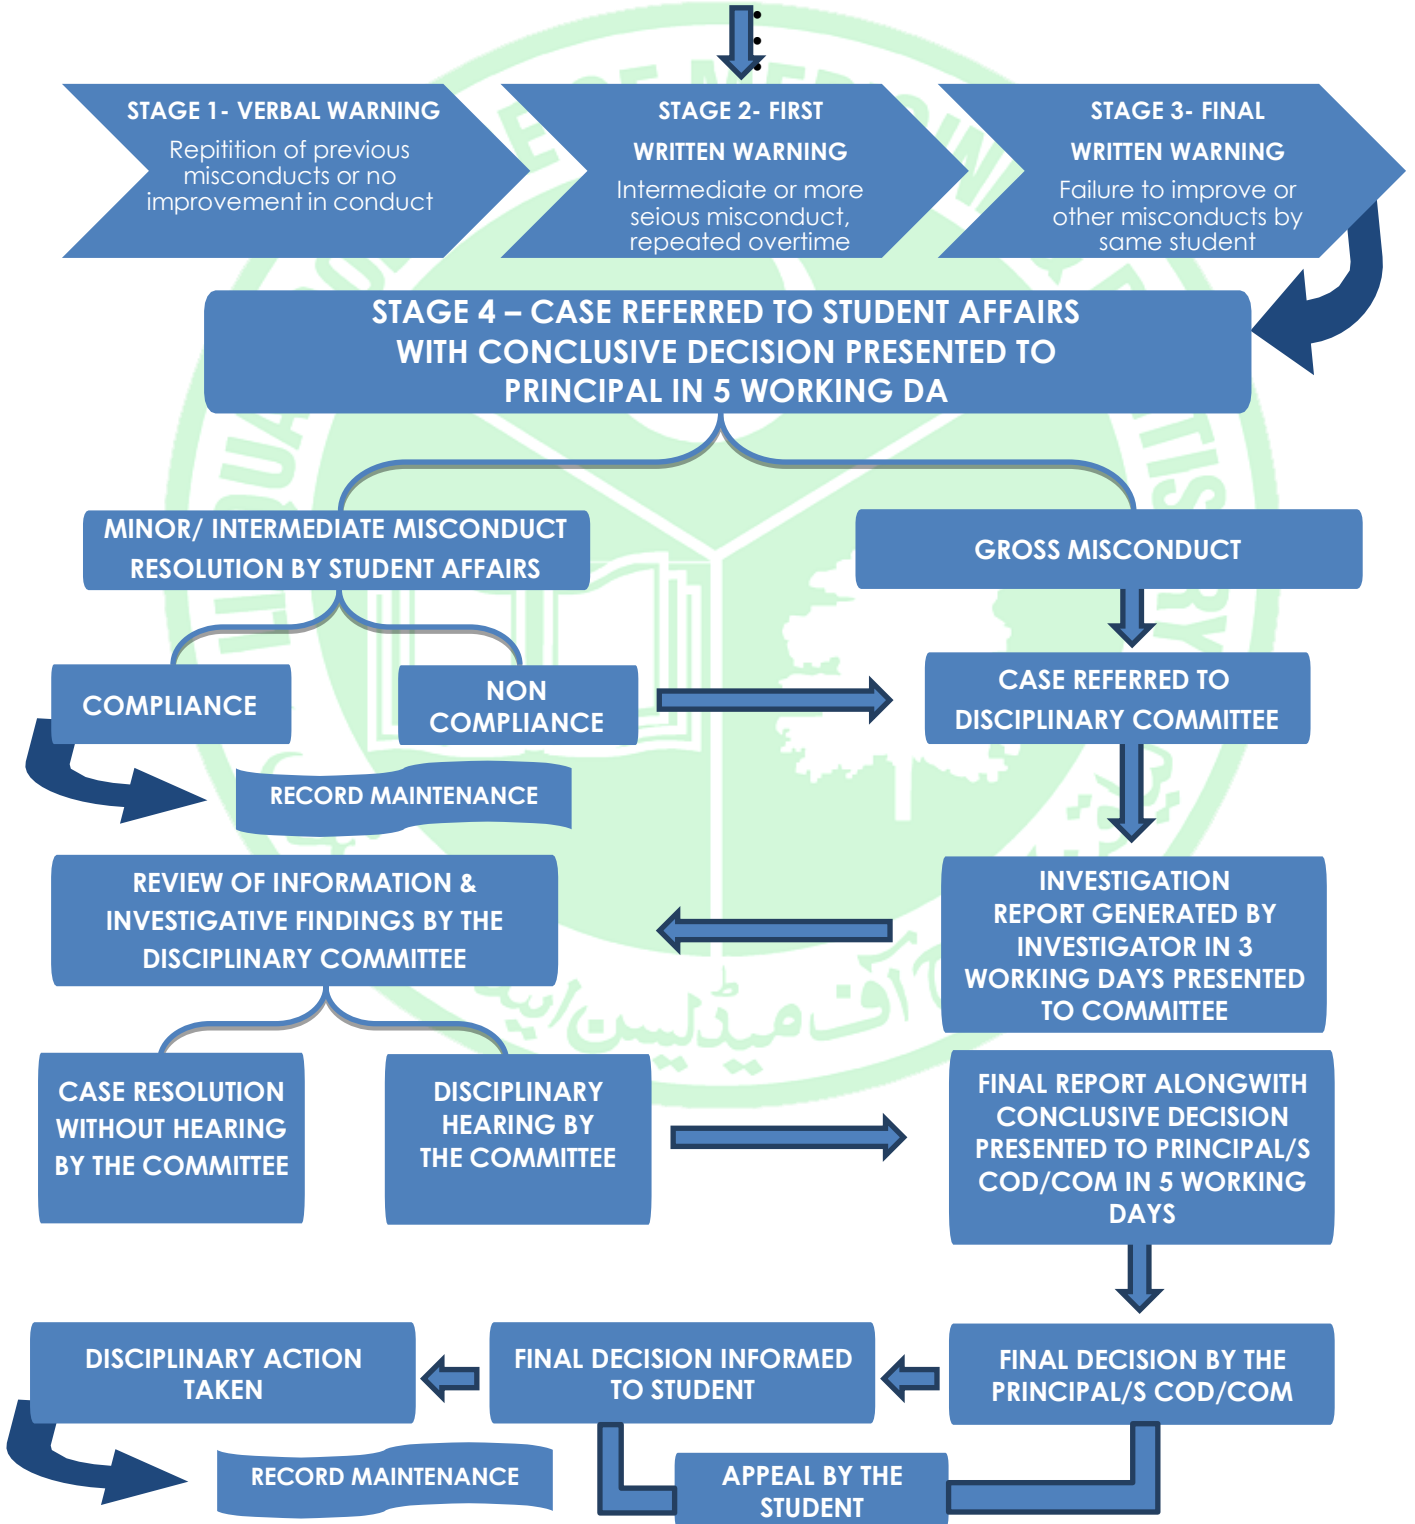 STAGE 1- VERBAL WARNING
Repitition of previous
misconducts or no
improvement in conduct
STAGE 2- FIRST
WRITTEN WARNING
Intermediate or more
seious misconduct,
repeated overtime
STAGE 3- FINAL
WRITTEN WARNING
Failure to improve or
other misconducts by
same student
STAGE 4 – CASE REFERRED TO STUDENT AFFAIRS
WITH CONCLUSIVE DECISION PRESENTED TO
PRINCIPAL IN 5 WORKING DA
MINOR/ INTERMEDIATE MISCONDUCT
RESOLUTION BY STUDENT AFFAIRS
GROSS MISCONDUCT
COMPLIANCE
NON
COMPLIANCE
CASE REFERRED TO
DISCIPLINARY COMMITTEE
RECORD MAINTENANCE
REVIEW OF INFORMATION &
INVESTIGATIVE FINDINGS BY THE
DISCIPLINARY COMMITTEE
INVESTIGATION
REPORT GENERATED BY
INVESTIGATOR IN 3
WORKING DAYS PRESENTED
TO COMMITTEE
CASE RESOLUTION
WITHOUT HEARING
BY THE COMMITTEE
DISCIPLINARY
HEARING BY
THE COMMITTEE
FINAL REPORT ALONGWITH
CONCLUSIVE DECISION
PRESENTED TO PRINCIPAL/S
COD/COM IN 5 WORKING
DAYS
DISCIPLINARY ACTION
TAKEN
FINAL DECISION INFORMED
TO STUDENT
FINAL DECISION BY THE
PRINCIPAL/S COD/COM
RECORD MAINTENANCE
APPEAL BY THE
STUDENT
آف میڈیسن